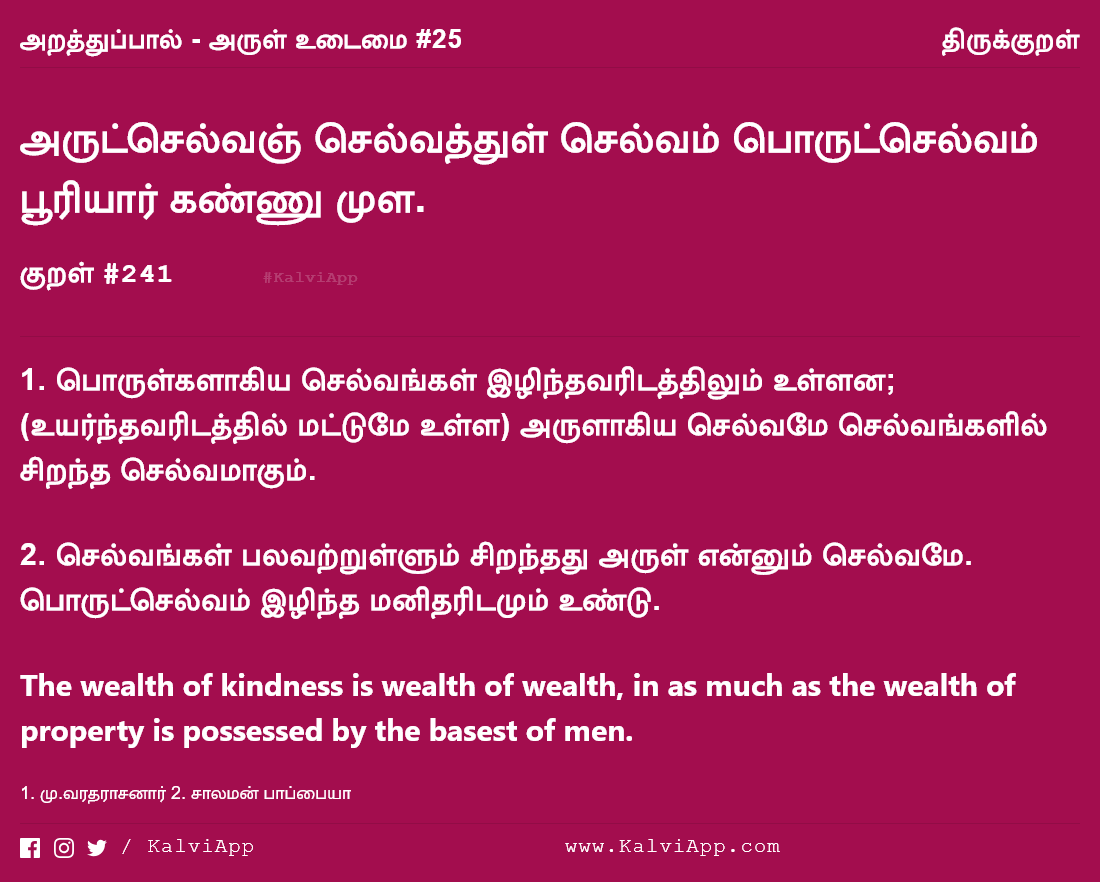 அறத்துப்பால் - அருள் உடைமை #25
திருக்குறள்
அருட்செல்வஞ் செல்வத்துள் செல்வம் பொருட்செல்வம்
பூரியார் கண்ணு முள.
குறள் #241
#KalviApp
1. பொருள்களாகிய செல்வங்கள் இழிந்தவரிடத்திலும் உள்ளன;
(உயர்ந்தவரிடத்தில் மட்டுமே உள்ள) அருளாகிய செல்வமே செல்வங்களில்
சிறந்த செல்வமாகும்.
2. செல்வங்கள் பலவற்றுள்ளும் சிறந்தது அருள் என்னும் செல்வமே.
பொருட்செல்வம் இழிந்த மனிதரிடமும் உண்டு.
The wealth of kindness is wealth of wealth, in as much as the wealth of
property is possessed by the basest of men.
1. மு.வரதராசனார் 2. சாலமன் பாப்பையா
/ KalviApp
www.KalviApp.com